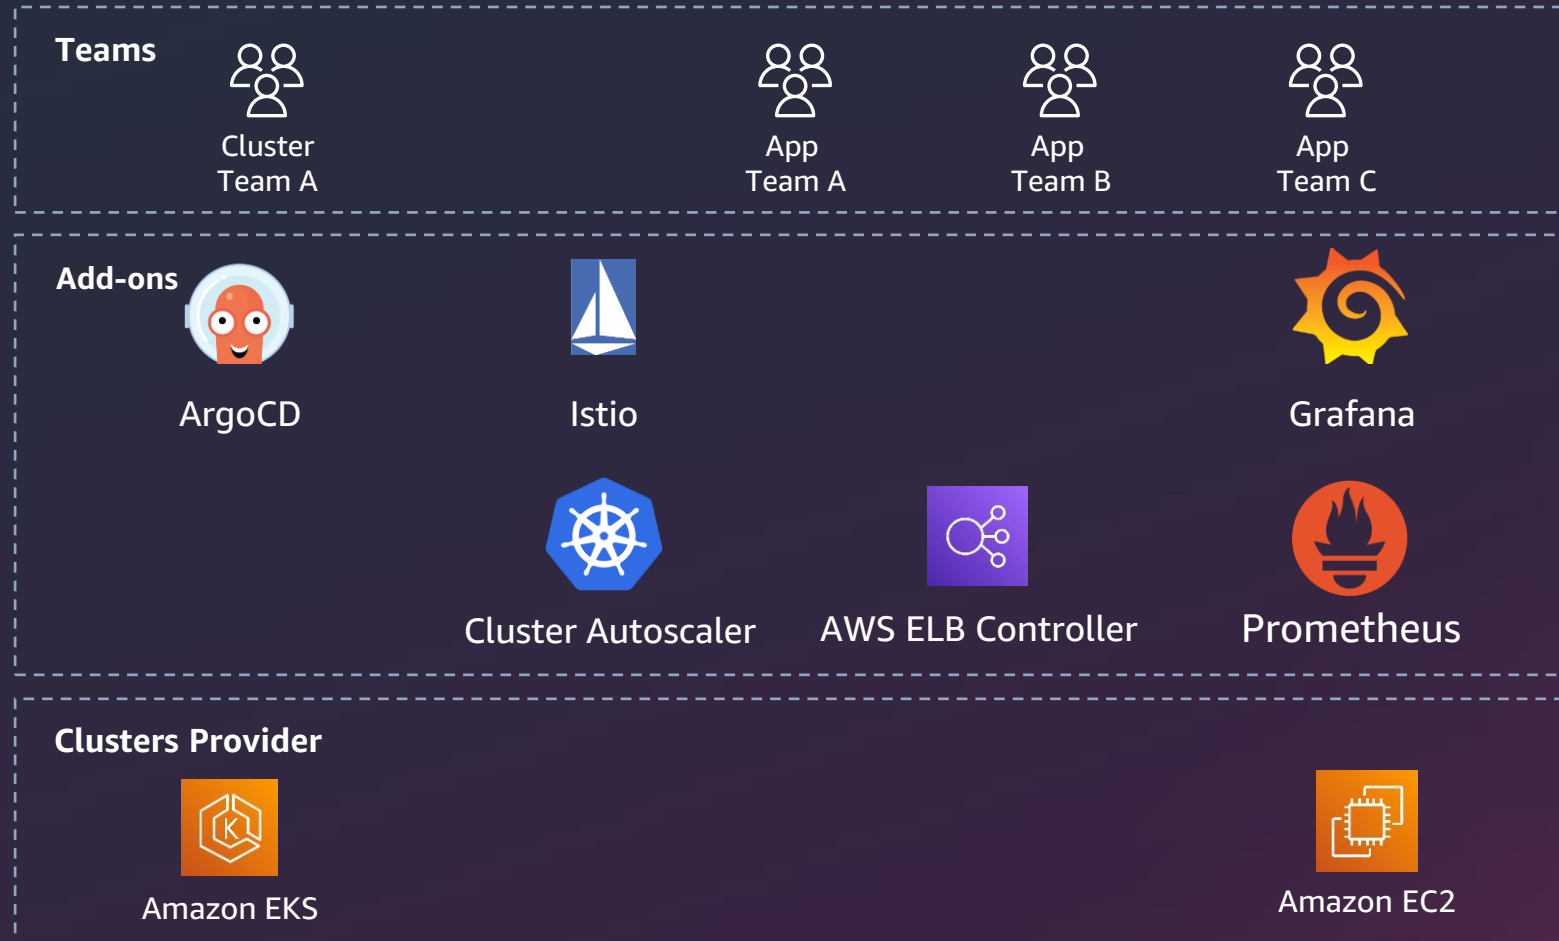 Teams
Cluster
Team A
App
Team A
App
Team B
App
Team C
Add-ons
ArgoCD
Istio
Grafana
Cluster Autoscaler
AWS ELB Controller
Prometheus
Clusters Provider
K
Amazon EKS
Amazon EC2